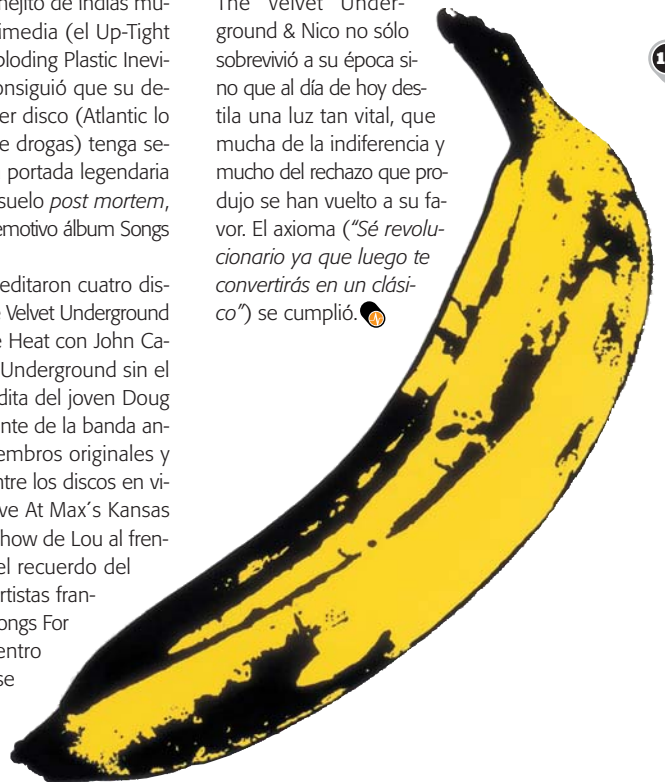 nejito de Indias mu-
imedia (el Up-Tight
ploding Plastic Inevi-
onsiguió que su de-
er disco (Atlantic lo
e drogas) tenga se-
portada legendaria
suelo post mortem,
emotivo álbum Songs
editaron cuatro dis-
Velvet Underground
e Heat con John Ca-
Underground sin el
dita del joven Doug
nte de la banda an-
embros originales y
ntre los discos en vi-
ve At Max´s Kansas
how de Lou al fren-
el recuerdo del
rtistas fran-
ongs For
entro
se
The Velvet Under-
ground & Nico no sólo
sobrevivió a su época si-
no que al día de hoy des-
tila una luz tan vital, que
mucha de la indiferencia y
mucho del rechazo que pro-
dujo se han vuelto a su fa-
vor. El axioma ("Sé revolu-
cionario ya que luego te
convertirás en un clási-
co") se cumplió.
1